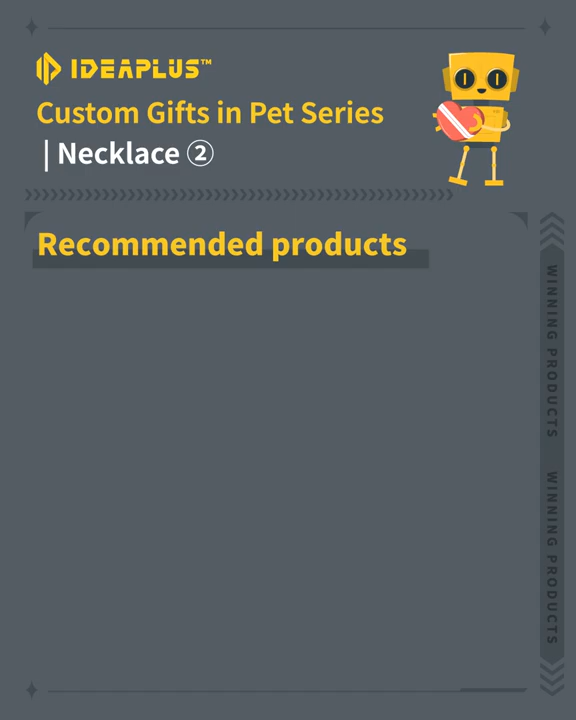 IDEAPLUS™
Custom Gifts in Pet Series
| Necklace ②
Recommended products
WINNING PRODUCTS
WINNING PRODUCTS